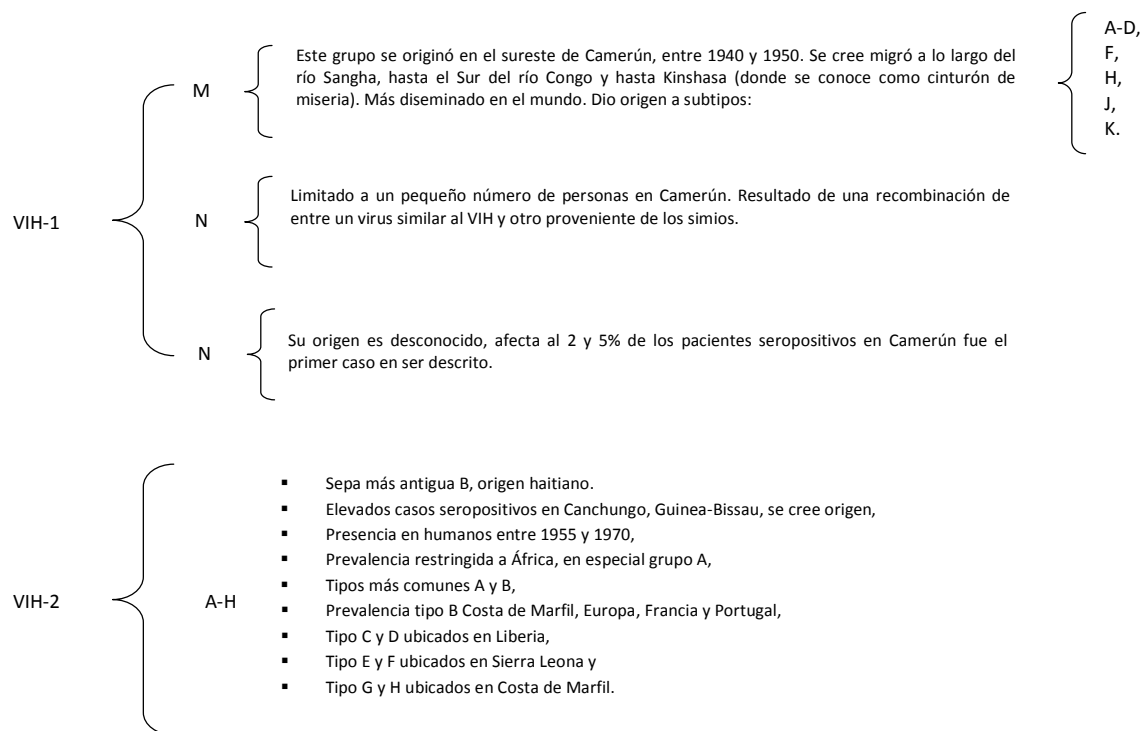 VIH-1
M
Este grupo se originó en el sureste de Camerún, entre 1940 y 1950. Se cree migró a lo largo del
río Sangha, hasta el Sur del río Congo y hasta Kinshasa (donde se conoce como cinturón de
miseria). Más diseminado en el mundo. Dio origen a subtipos:
A-D,
F,
H,
J,
K.
N
Limitado a un pequeño número de personas en Camerún. Resultado de una recombinación de
entre un virus similar al VIH y otro proveniente de los simios.
N
Su origen es desconocido, afecta al 2 y 5% de los pacientes seropositivos en Camerún fue el
primer caso en ser descrito.
VIH-2
A-H
▪ Sepa más antigua B, origen haitiano.
▪ Elevados casos seropositivos en Canchungo, Guinea-Bissau, se cree origen,
▪ Presencia en humanos entre 1955 y 1970,
▪ Prevalencia restringida a África, en especial grupo A,
▪ Tipos más comunes A y B,
▪ Prevalencia tipo B Costa de Marfil, Europa, Francia y Portugal,
▪ Tipo C y D ubicados en Liberia,
▪ Tipo E y F ubicados en Sierra Leona y
▪ Tipo G y H ubicados en Costa de Marfil.